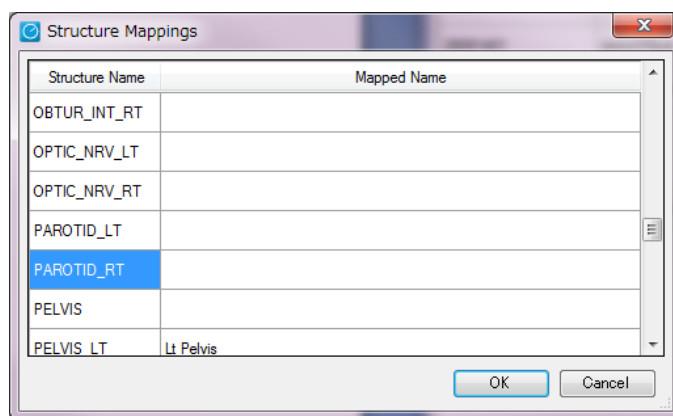 Structure Mappings
Structure Name Mapped Name
OBTUR_INT_RT
OPTIC_NRV_LT
OPTIC_NRV_RT
PAROTID_LT
PAROTID_RT
PELVIS
PELVIS_LT Lt Pelvis
OK Cancel